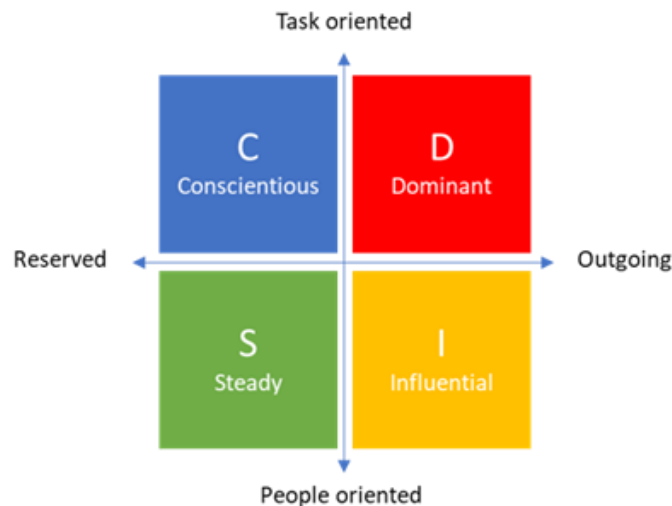 Task oriented
C
Conscientious
D
Dominant
Reserved
Outgoing
S
Steady
I
Influential
People oriented